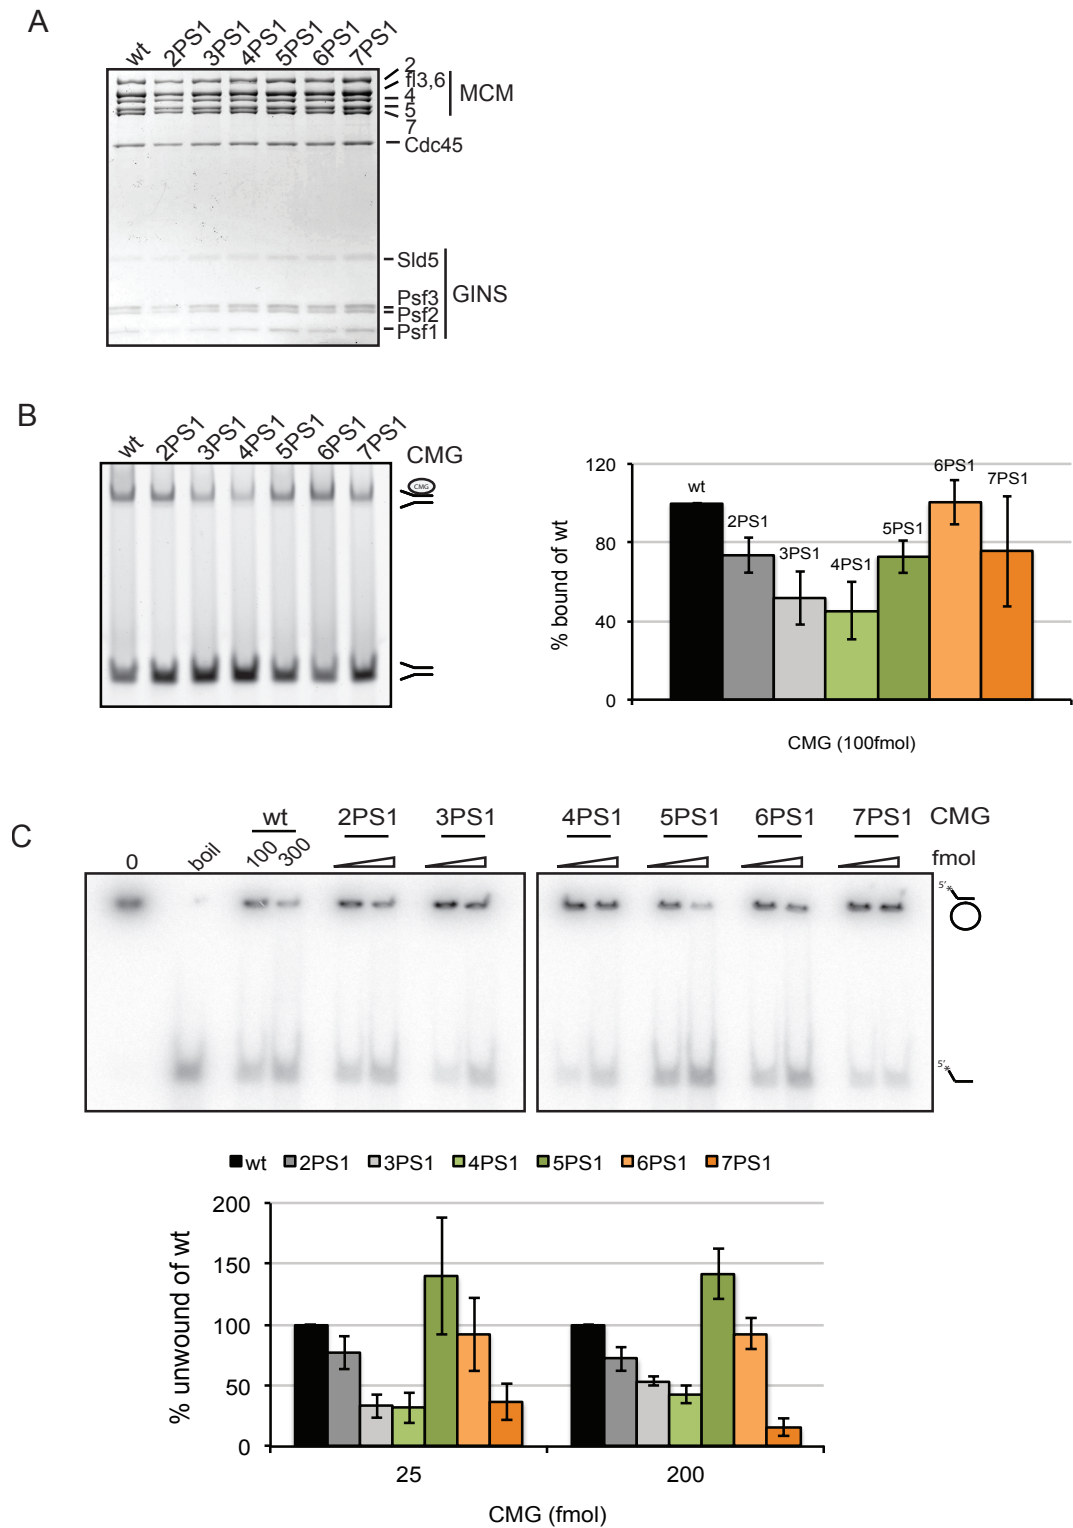 A
wt 2PS1 3PS1 4PS1 5PS1 6PS1 7PS1
2
fl3,6
4
5
7
MCM
Cdc45
Sld5
Psf3
Psf2
Psf1
GINS
B
wt 2PS1 3PS1 4PS1 5PS1 6PS1 7PS1
CMG
CMG
% bound of wt
120
80
40
0
wt
2PS1
3PS1
4PS1
5PS1
6PS1
7PS1
CMG (100fmol)
C
0 boil wt 2PS1 3PS1 4PS1 5PS1 6PS1 7PS1 CMG
100 300 fmol
5'*
5'*
wt 2PS1 3PS1 4PS1 5PS1 6PS1 7PS1
% unwound of wt
200
150
100
50
0
25 200
CMG (fmol)